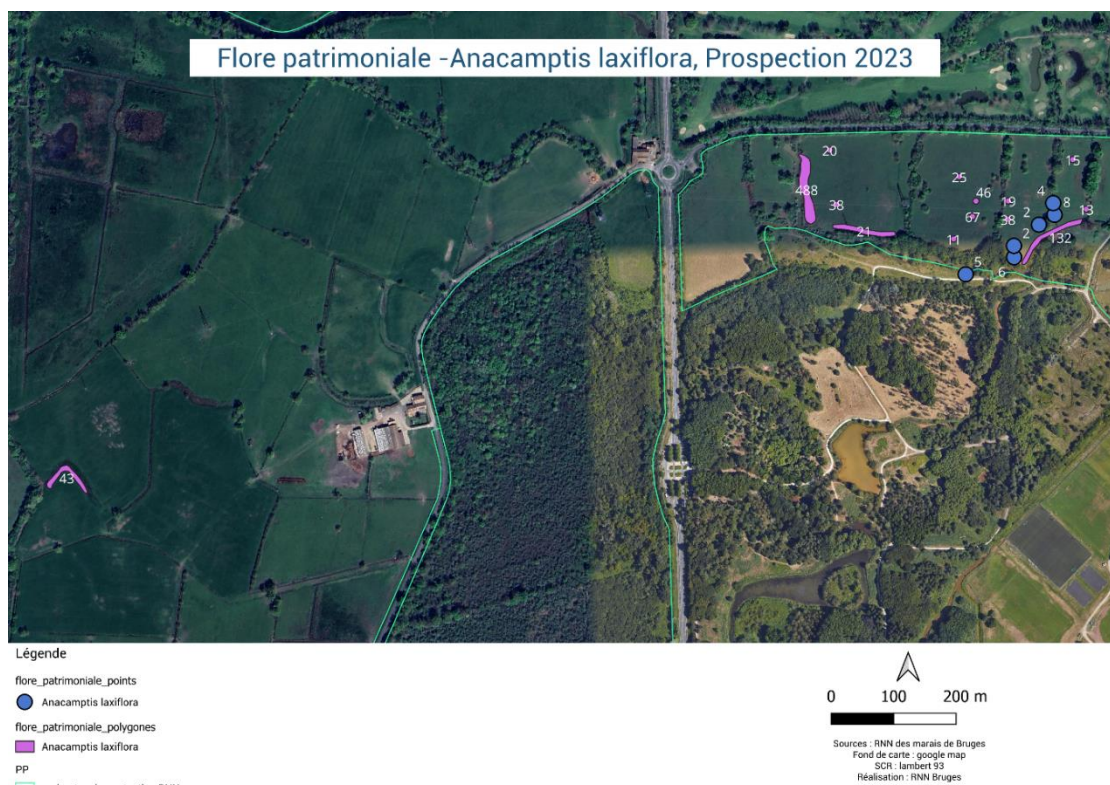 Flore patrimoniale -Anacamptis laxiflora, Prospection 2023
20
15
25
488
46
4
38
19
8
13
67
38
2
21
11
2
132
5
6
43
Légende
flore_patrimoniale_points
Anacamptis laxiflora
flore_patrimoniale_polygones
Anacamptis laxiflora
PP
0 100 200 m
Sources : RNN des marais de Bruges
Fond de carte : google map
SCR : lambert 93
Réalisation : RNN Bruges